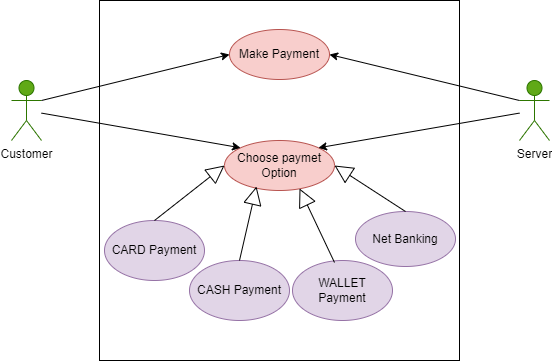 Make Payment
Customer
Server
Choose paymet
Option
CARD Payment
Net Banking
CASH Payment
WALLET
Payment